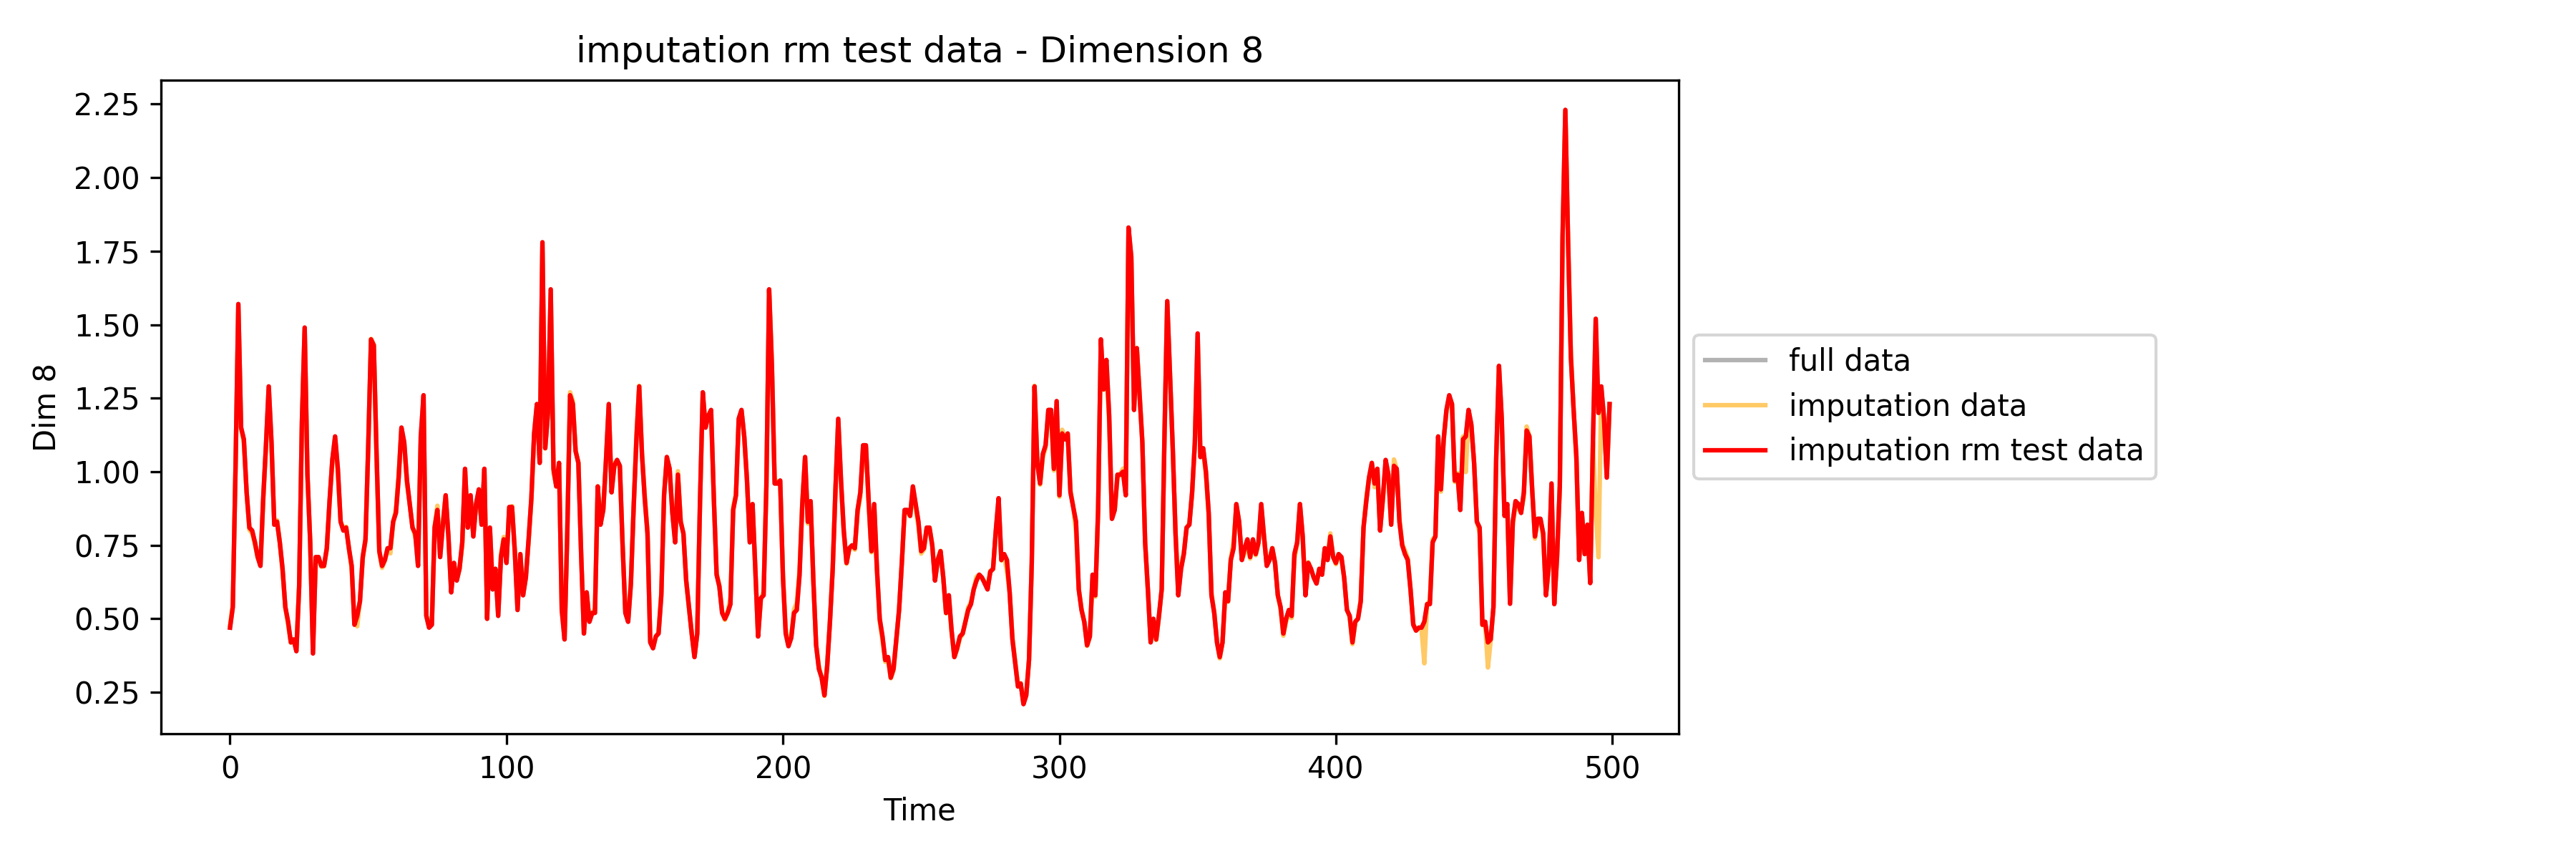 imputation rm test data - Dimension 8
2.25
2.00
1.75
1.50
1.25
1.00
0.75
0.50
0.25
Dim 8
0 100 200 300 400 500
Time
full data
imputation data
imputation rm test data